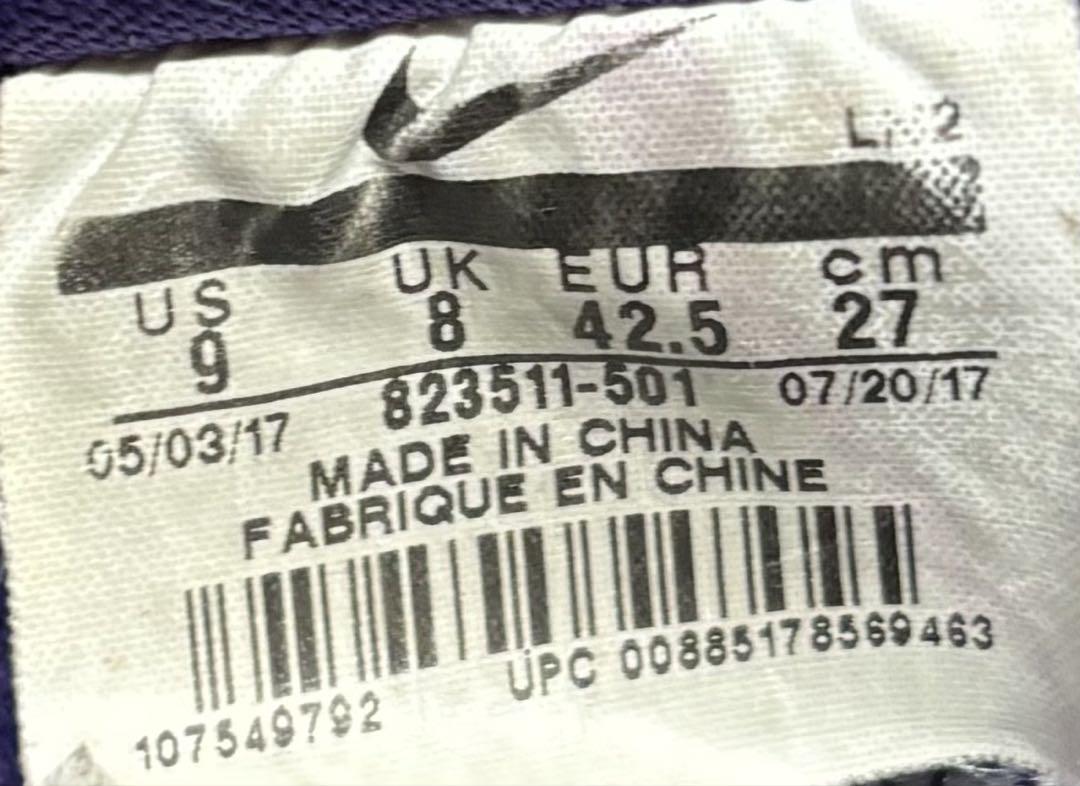 US UK EUR cm
9 8 42.5 27
823511-501
05/03/17 07/20/17
MADE IN CHINA
FABRIQUE EN CHINE
UPC 00885178569463
107549792